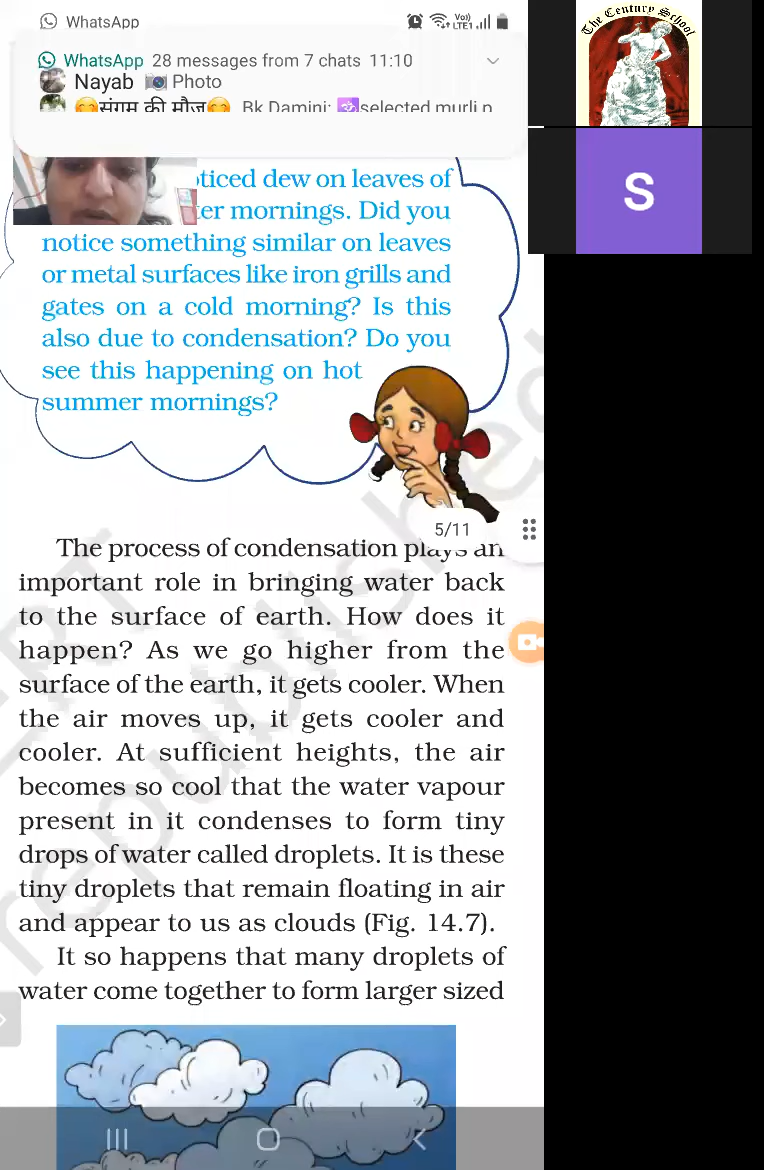 WhatsApp
Vo)
LTE1
WhatsApp 28 messages from 7 chats 11:10
Nayab 📷 Photo
😊संगम की मौज😊 Bk Damini: 🕉selected murli p
The Century School
S
ticed dew on leaves of
er mornings. Did you
notice something similar on leaves
or metal surfaces like iron grills and
gates on a cold morning? Is this
also due to condensation? Do you
see this happening on hot
summer mornings?
5/11
The process of condensation plays an
important role in bringing water back
to the surface of earth. How does it
happen? As we go higher from the
surface of the earth, it gets cooler. When
the air moves up, it gets cooler and
cooler. At sufficient heights, the air
becomes so cool that the water vapour
present in it condenses to form tiny
drops of water called droplets. It is these
tiny droplets that remain floating in air
and appear to us as clouds (Fig. 14.7).
It so happens that many droplets of
water come together to form larger sized
republished